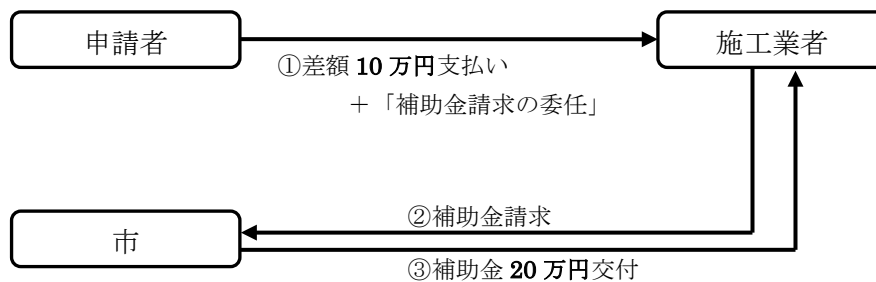 申請者
施工業者
①差額 10 万円支払い
＋「補助金請求の委任」
②補助金請求
市
③補助金 20 万円交付